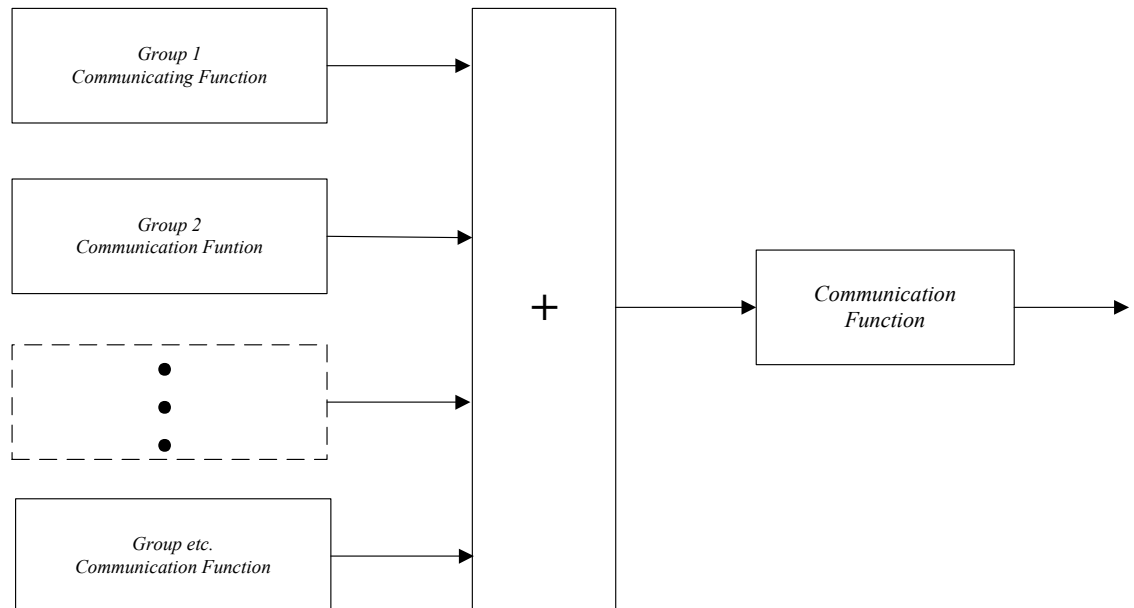 Group 1
Communicating Function
Group 2
Communication Funtion
+
Communication
Function
Group etc.
Communication Function